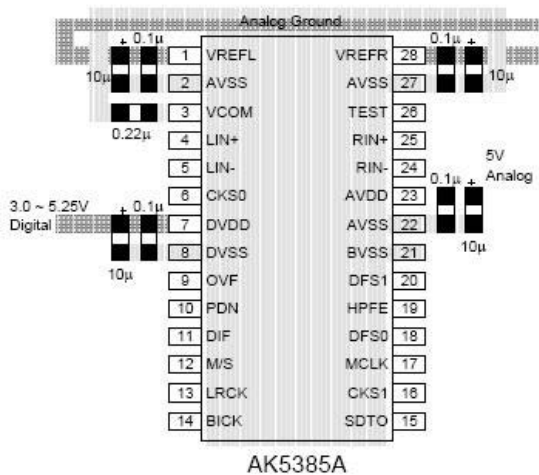 Analog Ground
+ 0.1μ
10μ
0.22μ
3.0 ~ 5.25V
Digital
+ 0.1μ
10μ
1 VREFL
2 AVSS
3 VCOM
4 LIN+
5 LIN-
6 CKS0
7 DVDD
8 DVSS
9 OVF
10 PDN
11 DIF
12 M/S
13 LRCK
14 BICK
VREFR 28
AVSS 27
TEST 26
RIN+ 25
RIN- 24
AVDD 23
AVSS 22
BVSS 21
DFS1 20
HPFE 19
DFS0 18
MCLK 17
CKS1 16
SDTO 15
0.1μ +
10μ
5V
Analog
0.1μ +
10μ
AK5385A